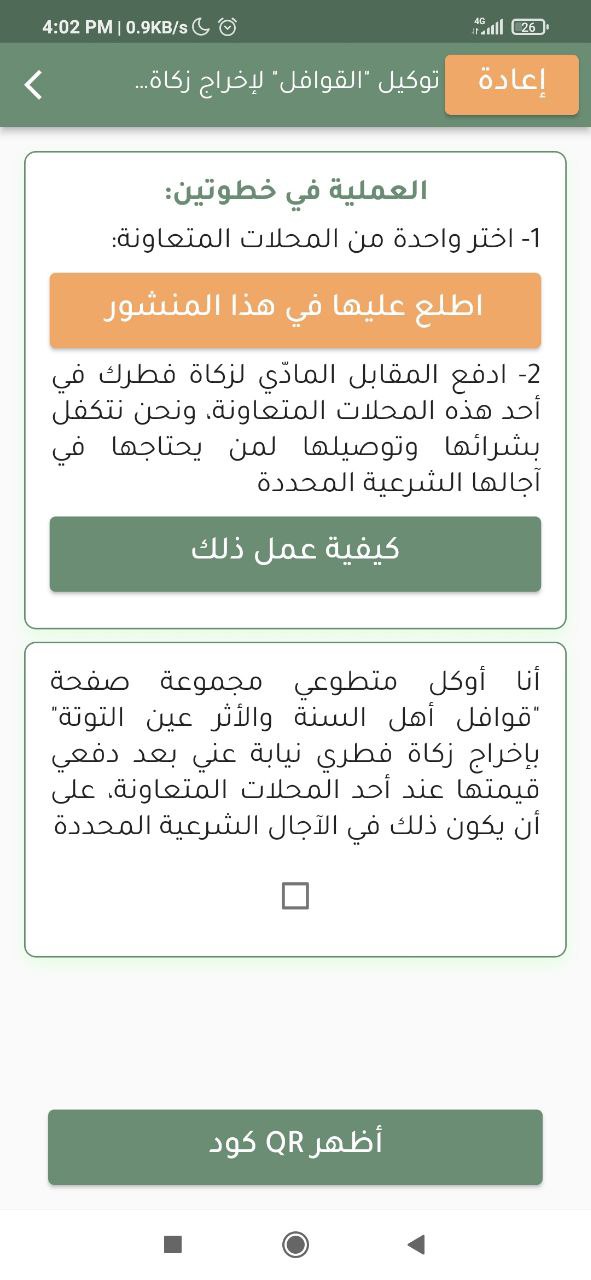 4:02 PM | 0.9KB/s
4G
26
إعادة
توكيل "القوافل" لإخراج زكاة...
العملية في خطوتين:
1- اختر واحدة من المحلات المتعاونة:
اطلع عليها في هذا المنشور
2- ادفع المقابل المادّي لزكاة فطرك في
أحد هذه المحلات المتعاونة، ونحن نتكفل
بشرائها وتوصيلها لمن يحتاجها في
آجالها الشرعية المحددة
كيفية عمل ذلك
أنا أوكل متطوعي مجموعة صفحة
"قوافل أهل السنة والأثر عين التوتة"
بإخراج زكاة فطري نيابة عني بعد دفعي
قيمتها عند أحد المحلات المتعاونة، على
أن يكون ذلك في الآجال الشرعية المحددة
أظهر QR كود